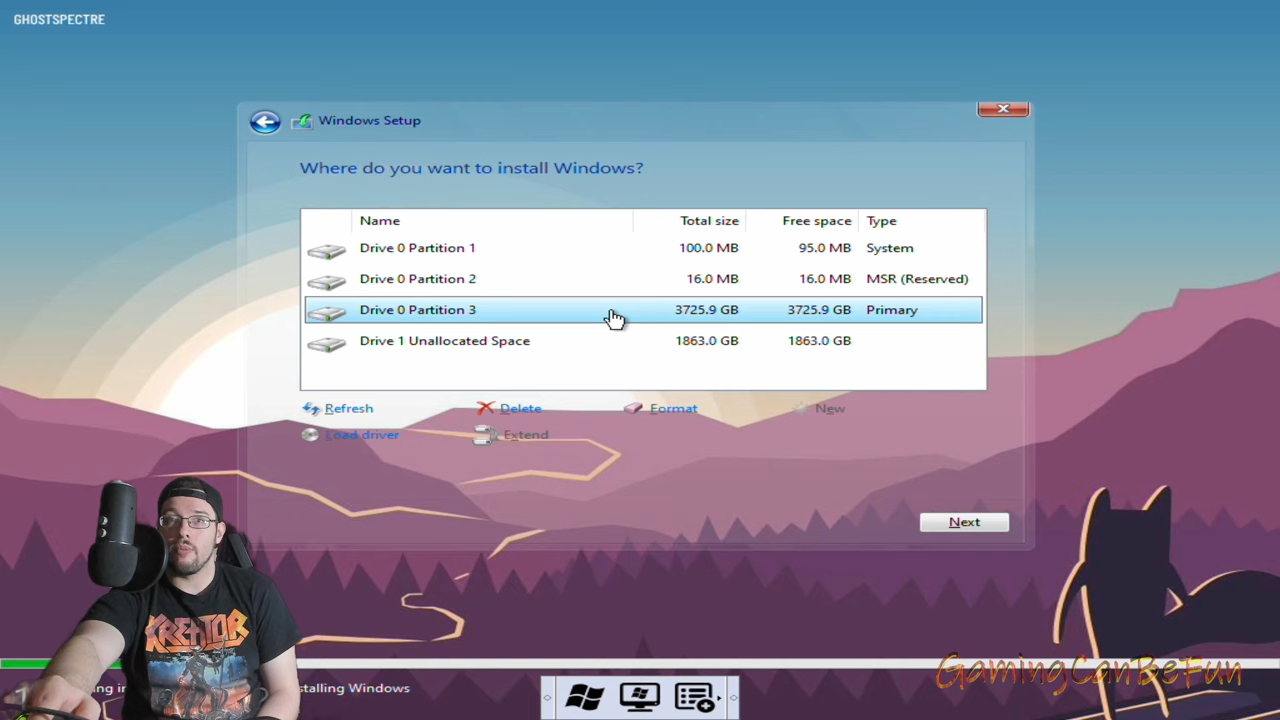 GHOSTSPECTRE
Windows Setup
Where do you want to install Windows?
Name Total size Free space Type
Drive 0 Partition 1 100.0 MB 95.0 MB System
Drive 0 Partition 2 16.0 MB 16.0 MB MSR (Reserved)
Drive 0 Partition 3 3725.9 GB 3725.9 GB Primary
Drive 1 Unallocated Space 1863.0 GB 1863.0 GB
Refresh Delete Format New
Load driver Extend
Next
KREATOR
GamingCanBeFun
Windows